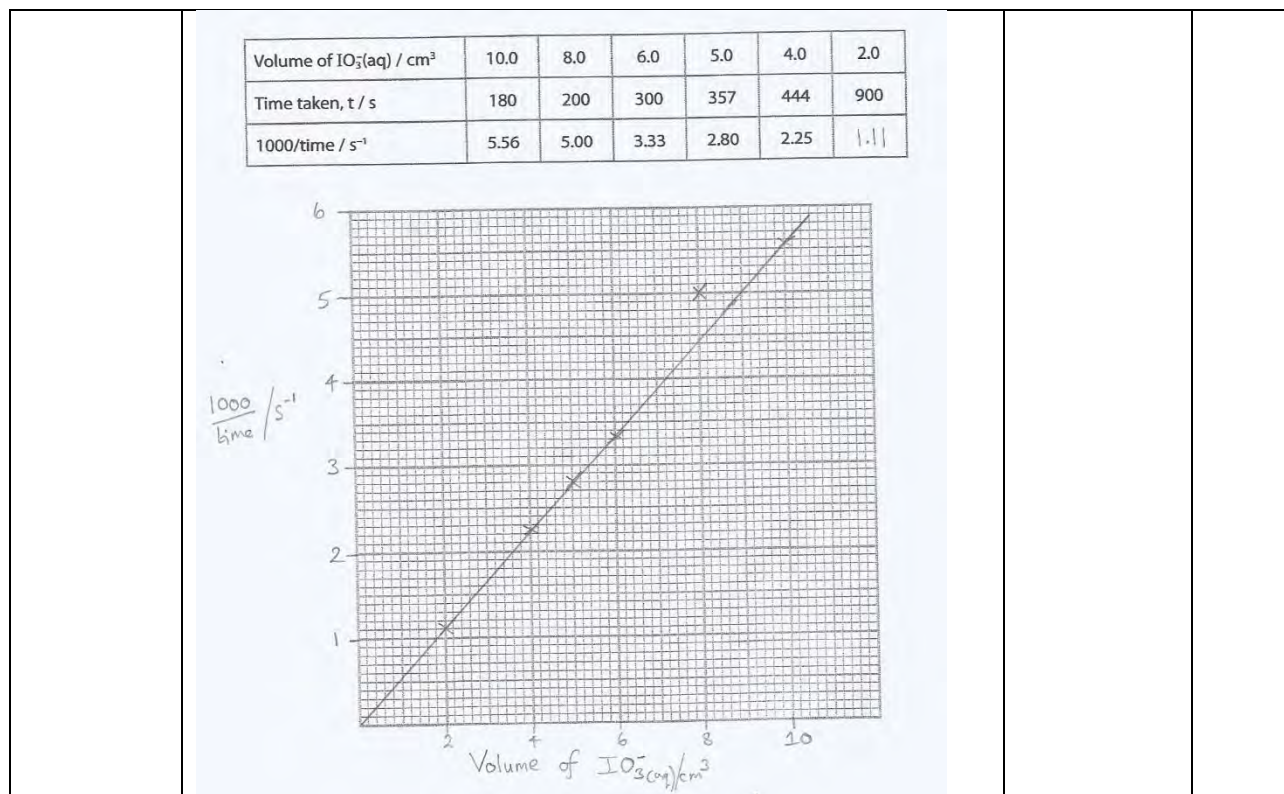 Volume of IO₃⁻(aq) / cm³ 10.0 8.0 6.0 5.0 4.0 2.0
Time taken, t / s 180 200 300 357 444 900
1000/time / s⁻¹ 5.56 5.00 3.33 2.80 2.25 1.11
6
5
4
1000/time / s⁻¹
3
2
1
2 4 6 8 10
Volume of IO₃⁻(aq)/cm³